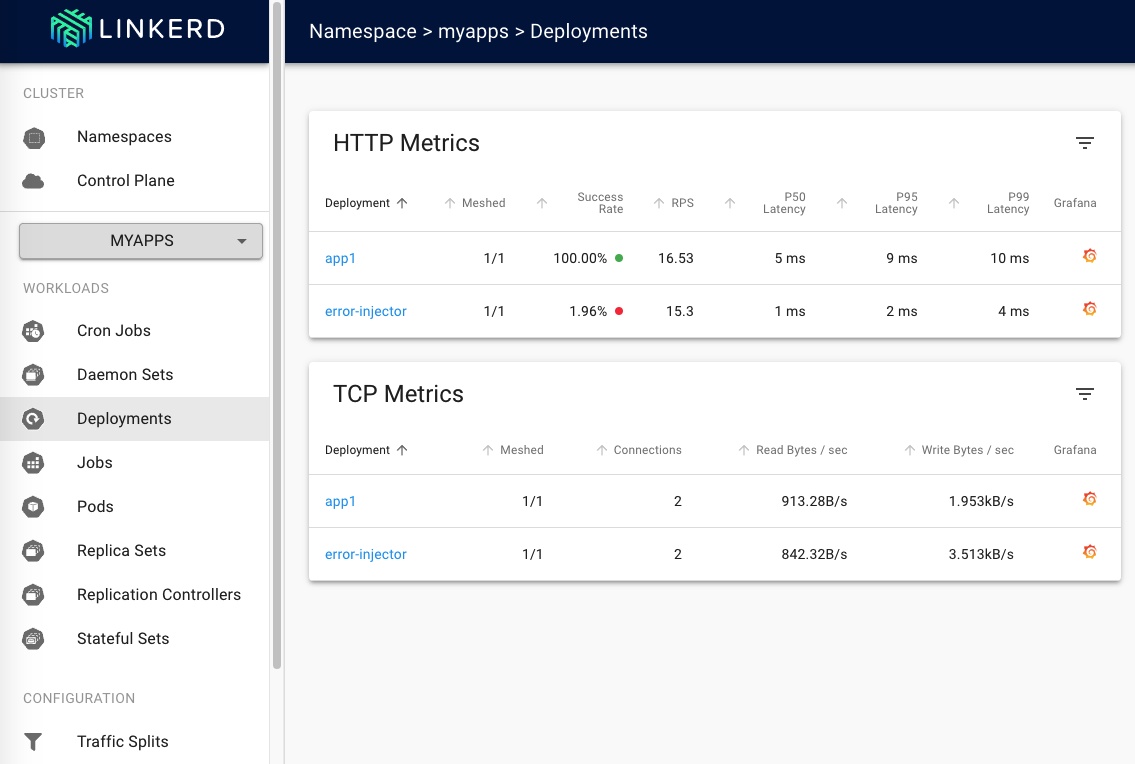 LINKERD
Namespace > myapps > Deployments
CLUSTER
Namespaces
Control Plane
MYAPPS
WORKLOADS
Cron Jobs
Daemon Sets
Deployments
Jobs
Pods
Replica Sets
Replication Controllers
Stateful Sets
CONFIGURATION
Traffic Splits
HTTP Metrics
Deployment Meshed Success Rate RPS P50 Latency P95 Latency P99 Latency Grafana
app1 1/1 100.00% 16.53 5 ms 9 ms 10 ms
error-injector 1/1 1.96% 15.3 1 ms 2 ms 4 ms
TCP Metrics
Deployment Meshed Connections Read Bytes / sec Write Bytes / sec Grafana
app1 1/1 2 913.28B/s 1.953kB/s
error-injector 1/1 2 842.32B/s 3.513kB/s